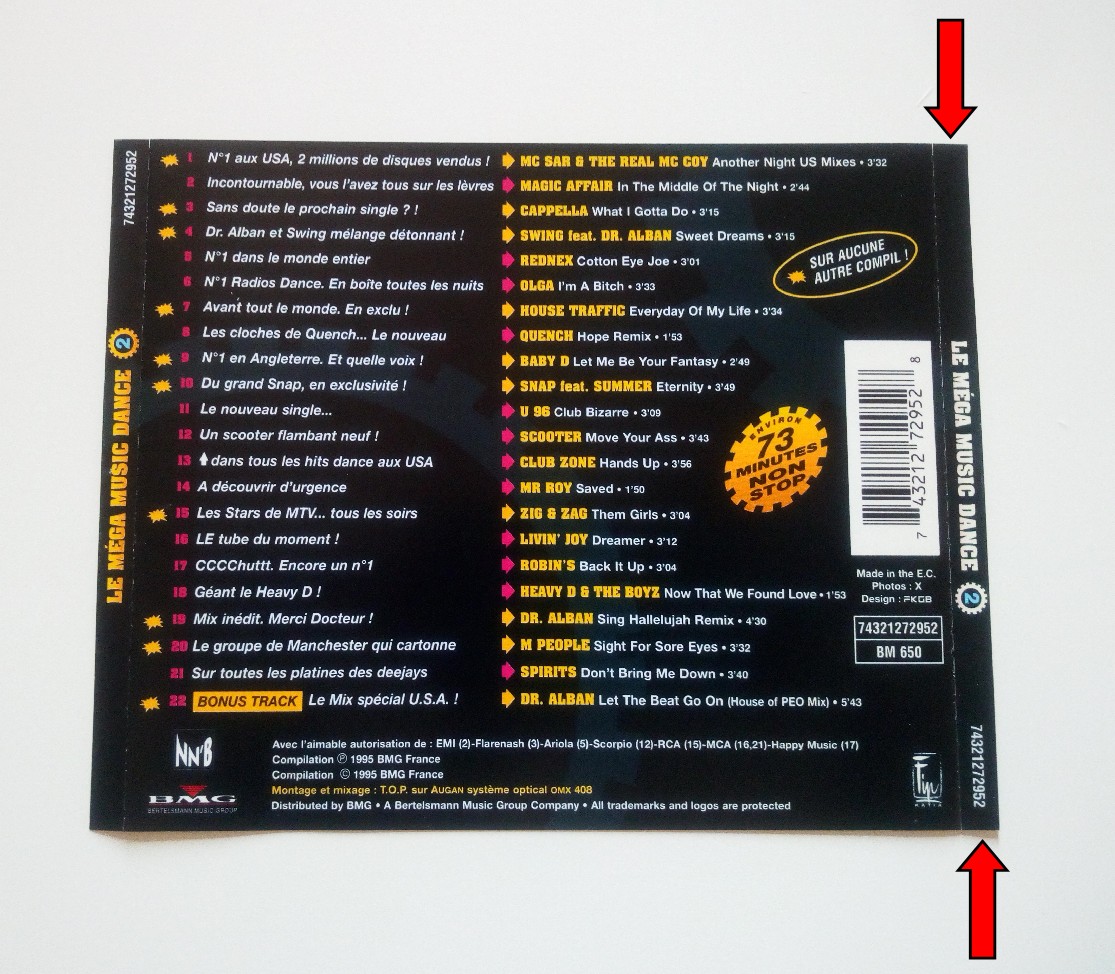 74321272952
LE MÉGA MUSIC DANCE 2
1 N°1 aux USA, 2 millions de disques vendus ! MC SAR & THE REAL MC COY Another Night US Mixes • 3'32
2 Incontournable, vous l'avez tous sur les lèvres MAGIC AFFAIR In The Middle Of The Night • 2'44
3 Sans doute le prochain single ? ! CAPPELLA What I Gotta Do • 3'15
4 Dr. Alban et Swing mélange détonnant ! SWING feat. DR. ALBAN Sweet Dreams • 3'15
5 N°1 dans le monde entier REDNEX Cotton Eye Joe • 3'01
6 N°1 Radios Dance. En boîte toutes les nuits OLGA I'm A Bitch • 3'33
7 Avant tout le monde. En exclu ! HOUSE TRAFFIC Everyday Of My Life • 3'34
8 Les cloches de Quench... Le nouveau QUENCH Hope Remix • 1'53
9 N°1 en Angleterre. Et quelle voix ! BABY D Let Me Be Your Fantasy • 2'49
10 Du grand Snap, en exclusivité ! SNAP feat. SUMMER Eternity • 3'49
11 Le nouveau single... U 96 Club Bizarre • 3'09
12 Un scooter flambant neuf ! SCOOTER Move Your Ass • 3'43
13 dans tous les hits dance aux USA CLUB ZONE Hands Up • 3'56
14 A découvrir d'urgence MR ROY Saved • 1'50
15 Les Stars de MTV... tous les soirs ZIG & ZAG Them Girls • 3'04
16 LE tube du moment ! LIVIN' JOY Dreamer • 3'12
17 CCCChuttt. Encore un n°1 ROBIN'S Back It Up • 3'04
18 Géant le Heavy D ! HEAVY D & THE BOYZ Now That We Found Love • 1'53
19 Mix inédit. Merci Docteur ! DR. ALBAN Sing Hallelujah Remix • 4'30
20 Le groupe de Manchester qui cartonne M PEOPLE Sight For Sore Eyes • 3'32
21 Sur toutes les platines des deejays SPIRITS Don't Bring Me Down • 3'40
22 BONUS TRACK Le Mix spécial U.S.A. ! DR. ALBAN Let The Beat Go On (House of PEO Mix) • 5'43
SUR AUCUNE
AUTRE COMPIL !
ENVIRON
73
MINUTES
NON
STOP
7 43212 72952 8
Made in the E.C.
Photos : X
Design : FKGB
74321272952
BM 650
NN'B
BMG
BERTELSMANN MUSIC GROUP
Avec l'aimable autorisation de : EMI (2)-Flarenash (3)-Ariola (5)-Scorpio (12)-RCA (15)-MCA (16,21)-Happy Music (17)
Compilation ℗ 1995 BMG France
Compilation © 1995 BMG France
Montage et mixage : T.O.P. sur AUGAN système optical OMX 408
Distributed by BMG • A Bertelsmann Music Group Company • All trademarks and logos are protected
LE MÉGA MUSIC DANCE 2
74321272952